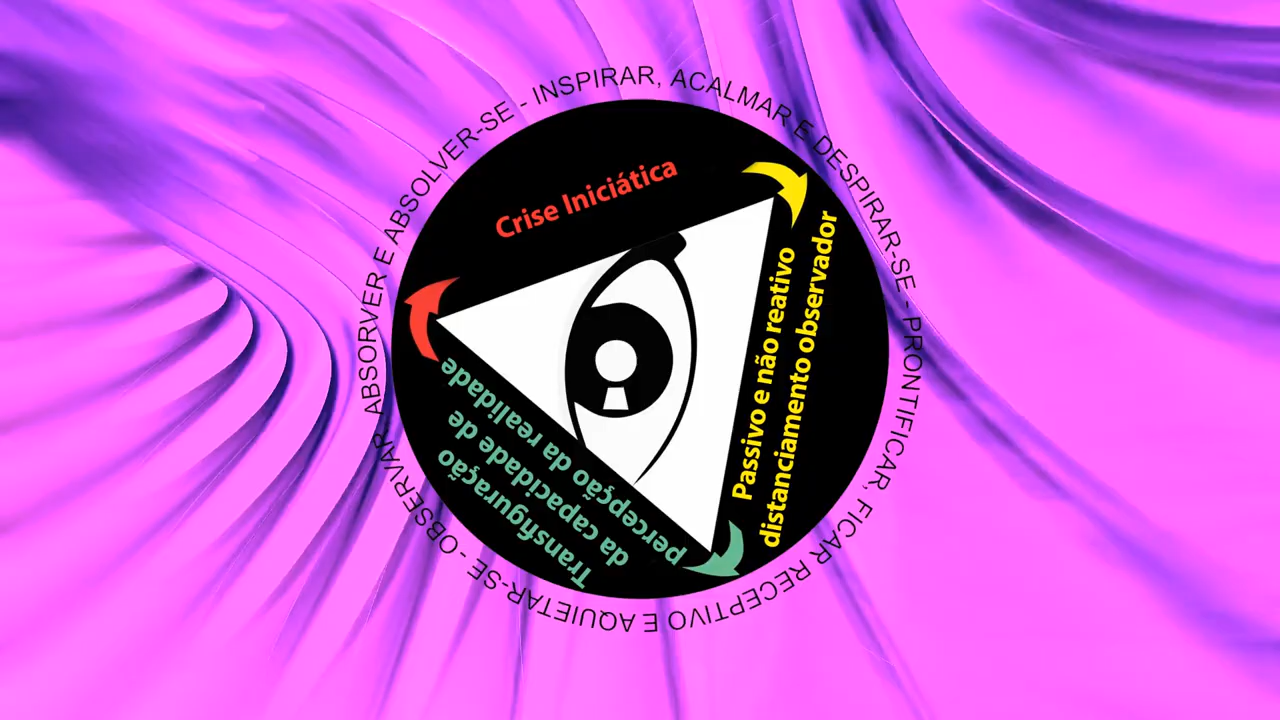 OBSERVAR, ABSORVER E ABSOLVER-SE - INSPIRAR, ACALMAR E DESPIRAR-SE - PRONTIFICAR, FICAR RECEPTIVO E AQUIETAR-SE -
Crise Iniciática
Passivo e não reativo
distanciamento observador
Transfiguração
da capacidade de
percepção da realidade